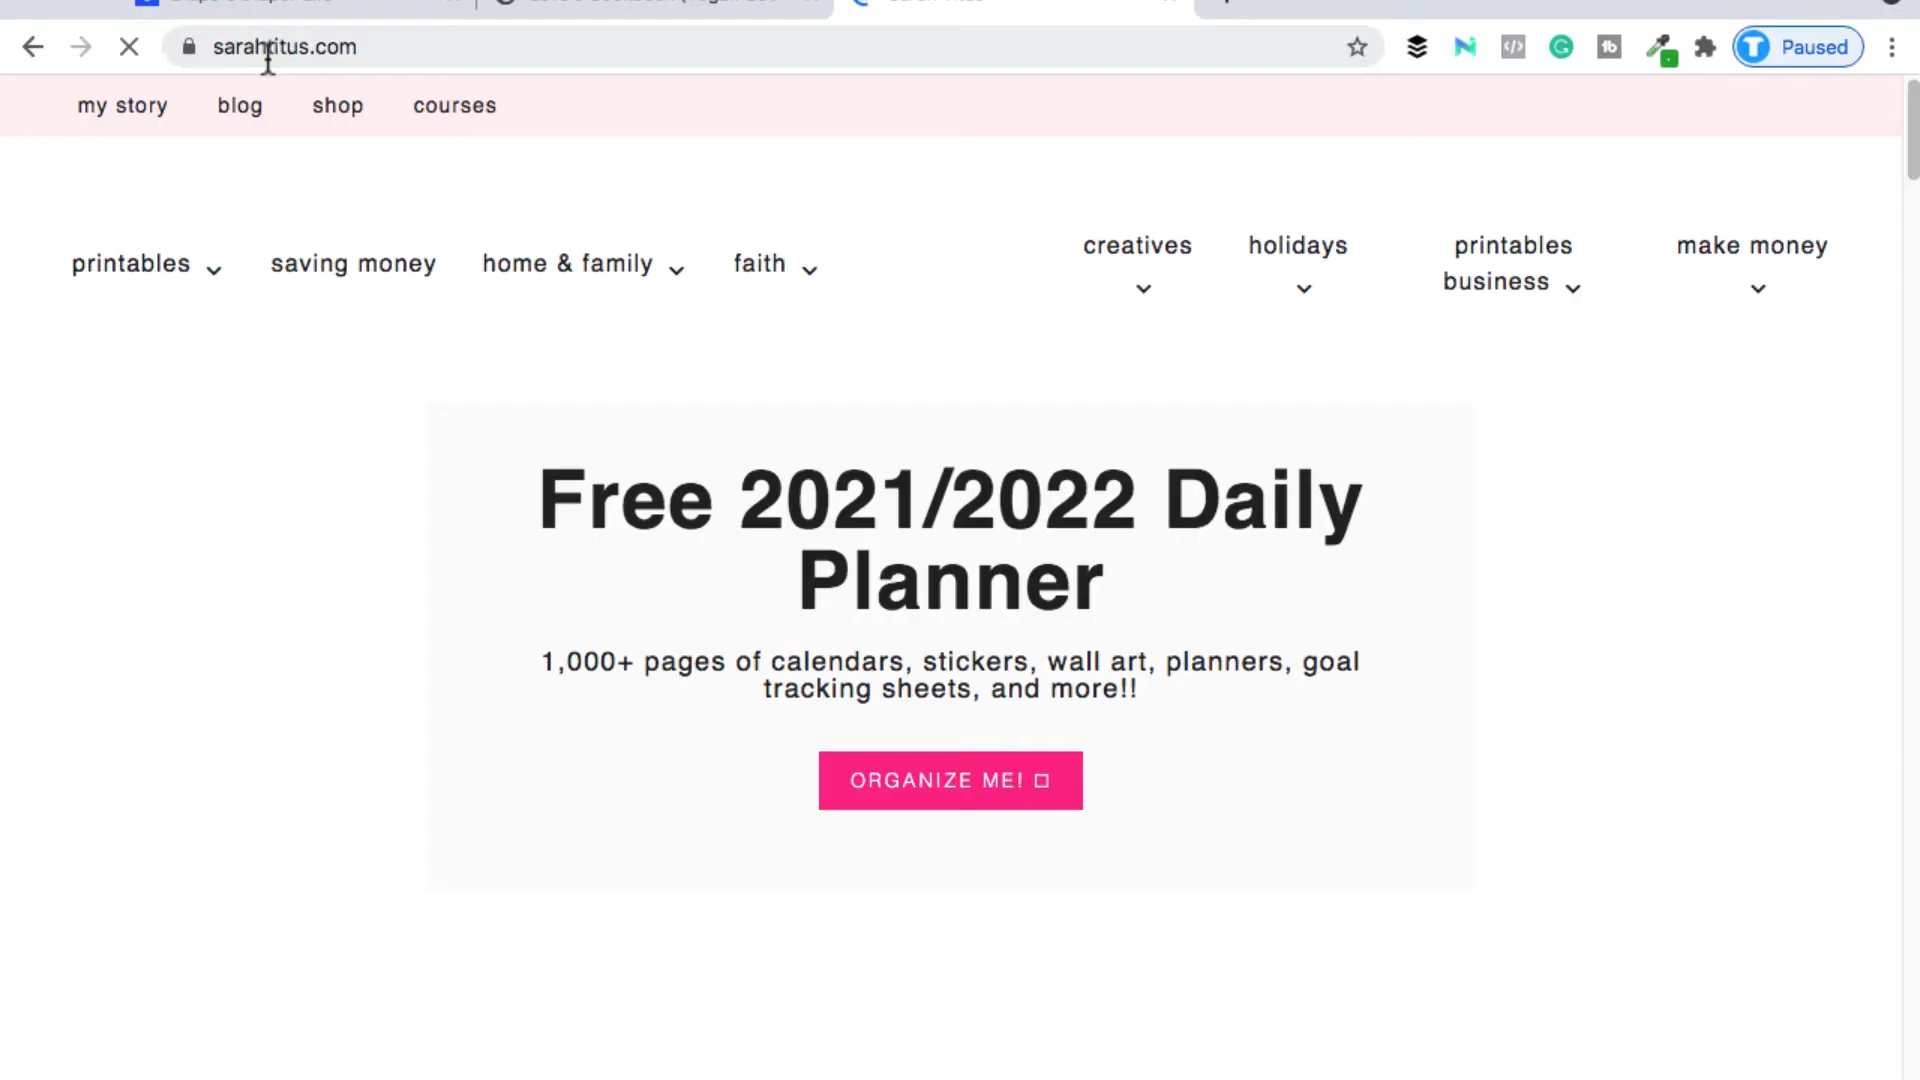 sarahtitus.com
Paused
my story blog shop courses
printables saving money home & family faith
creatives holidays printables business make money
Free 2021/2022 Daily
Planner
1,000+ pages of calendars, stickers, wall art, planners, goal
tracking sheets, and more!!
ORGANIZE ME!